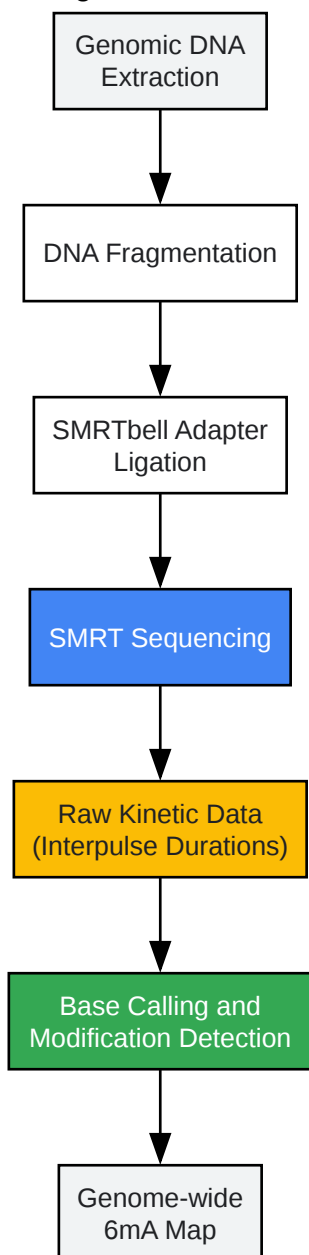 Genomic DNA
Extraction
DNA Fragmentation
SMRTbell Adapter
Ligation
SMRT Sequencing
Raw Kinetic Data
(Interpulse Durations)
Base Calling and
Modification Detection
Genome-wide
6mA Map